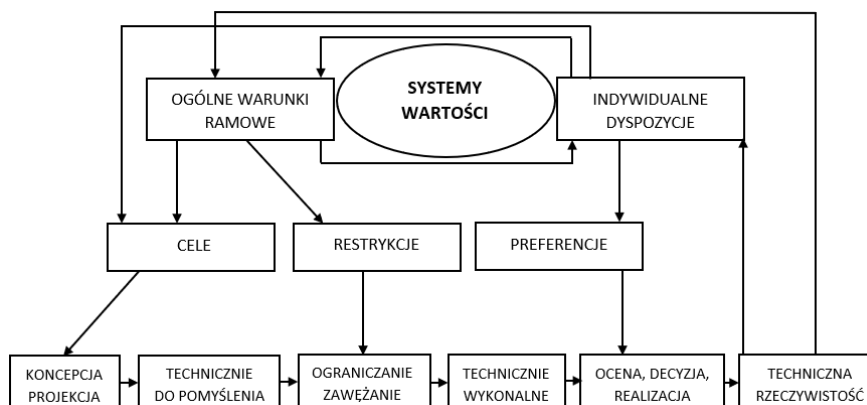 SYSTEMY
WARTOŚCI
OGÓLNE WARUNKI
RAMOWE
INDYWIDUALNE
DYSPOZYCJE
CELE
RESTRYKCJE
PREFERENCJE
KONCEPCJA
PROJEKCJA
TECHNICZNIE
DO POMYŚLENIA
OGRANICZANIE
ZAWĘŻANIE
TECHNICZNIE
WYKONALNE
OCENA, DECYZJA,
REALIZACJA
TECHNICZNA
RZECZYWISTOŚĆ